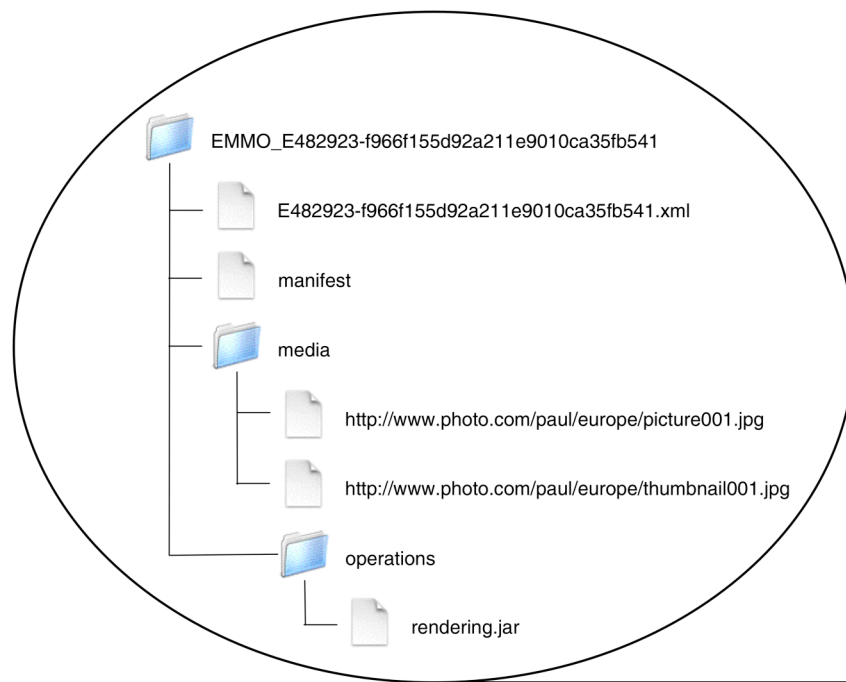 EMMO_E482923-f966f155d92a211e9010ca35fb541
E482923-f966f155d92a211e9010ca35fb541.xml
manifest
media
http://www.photo.com/paul/europe/picture001.jpg
http://www.photo.com/paul/europe/thumbnail001.jpg
operations
rendering.jar